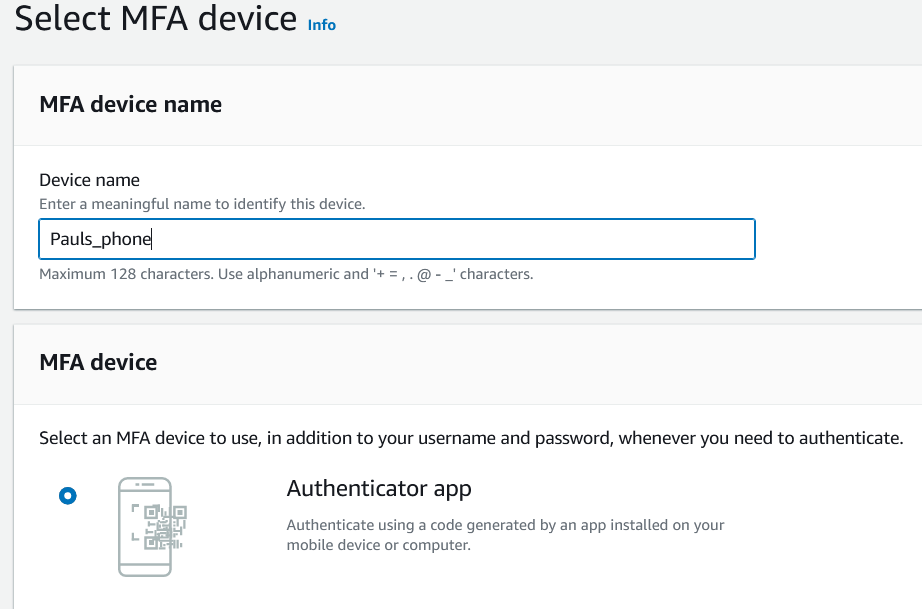 Select MFA device Info
MFA device name
Device name
Enter a meaningful name to identify this device.
Pauls_phone
Maximum 128 characters. Use alphanumeric and '+ = , . @ - _' characters.
MFA device
Select an MFA device to use, in addition to your username and password, whenever you need to authenticate.
Authenticator app
Authenticate using a code generated by an app installed on your
mobile device or computer.